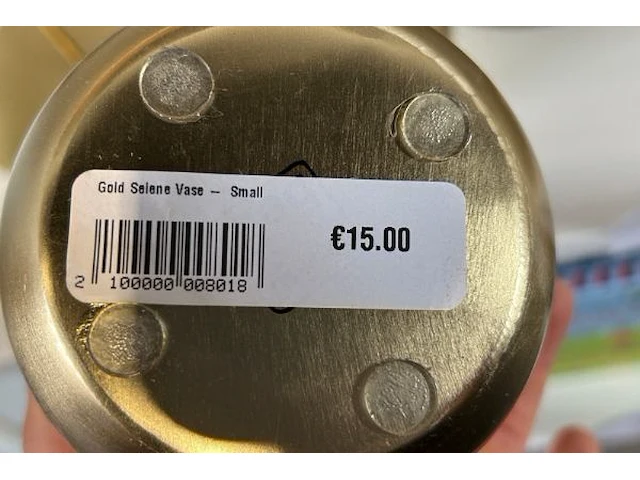 Gold Selene Vase – Small
€15.00
2 100000 008018